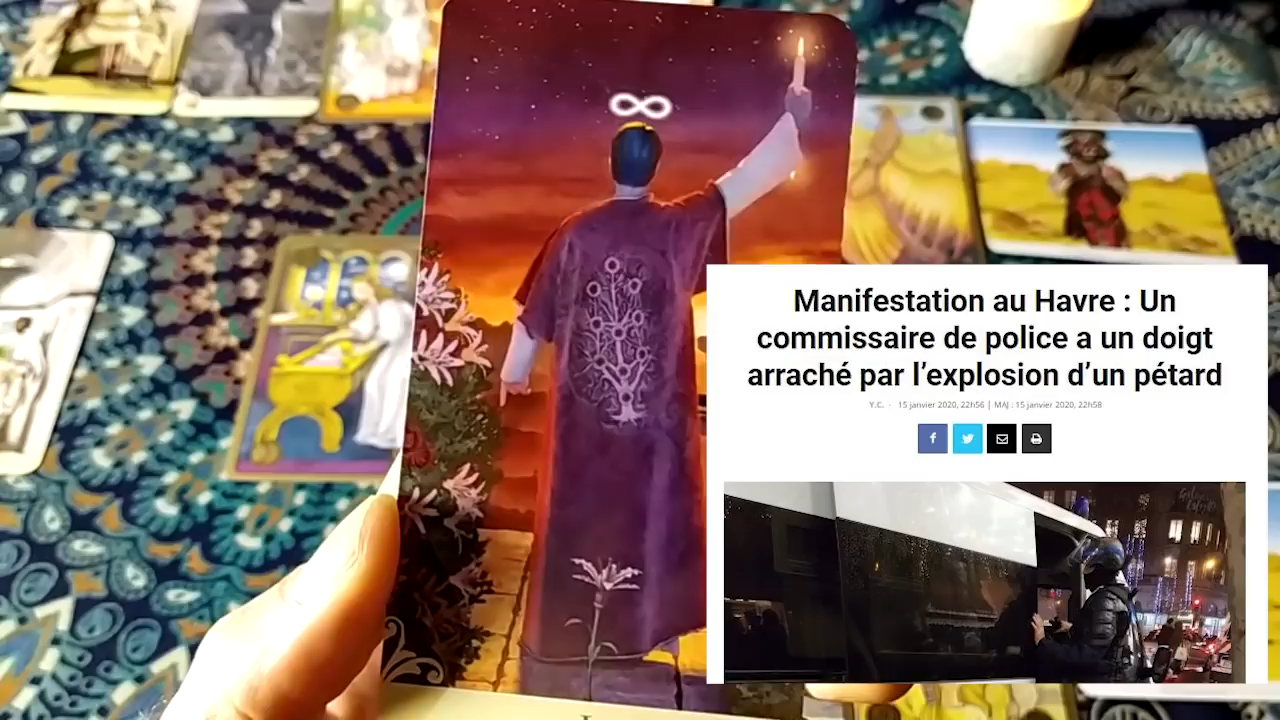 Manifestation au Havre : Un
commissaire de police a un doigt
arraché par l'explosion d'un pétard
Y.C. - 15 janvier 2020, 22h56 | MAJ : 15 janvier 2020, 22h58